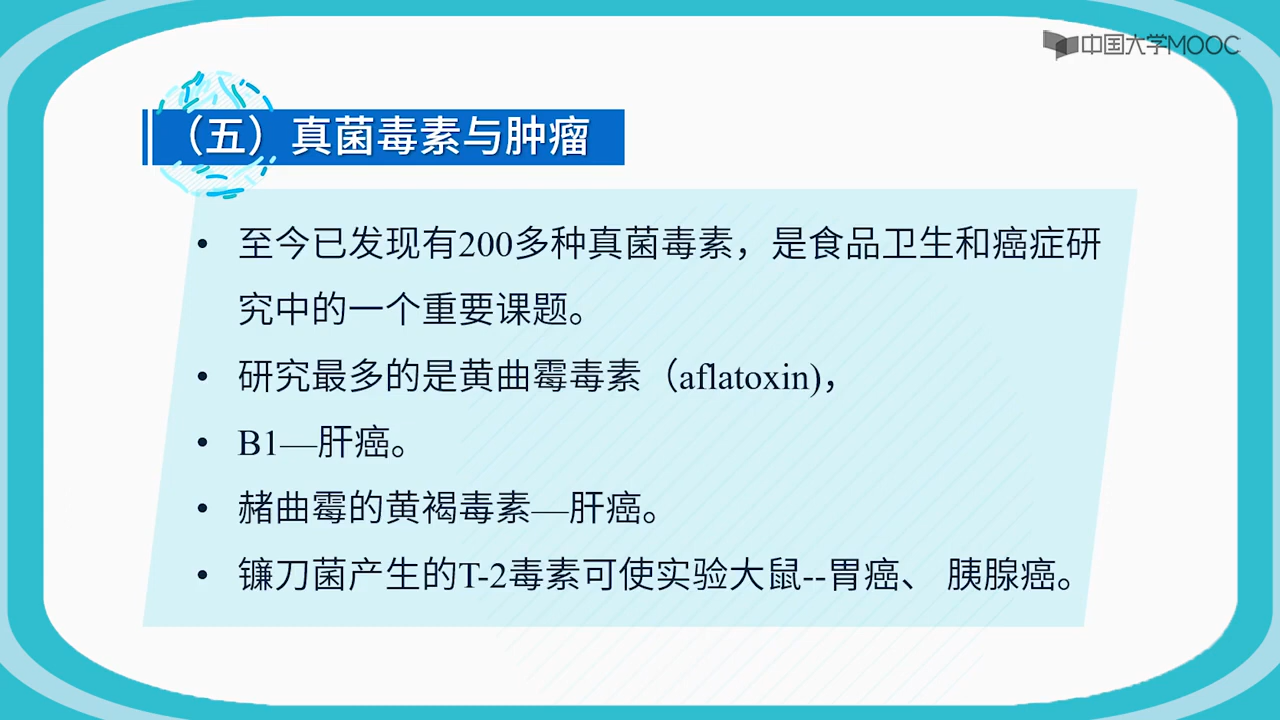 中国大学MOOC
（五）真菌毒素与肿瘤
• 至今已发现有200多种真菌毒素，是食品卫生和癌症研
究中的一个重要课题。
• 研究最多的是黄曲霉毒素（aflatoxin)，
• B1—肝癌。
• 赭曲霉的黄褐毒素—肝癌。
• 镰刀菌产生的T-2毒素可使实验大鼠--胃癌、 胰腺癌。